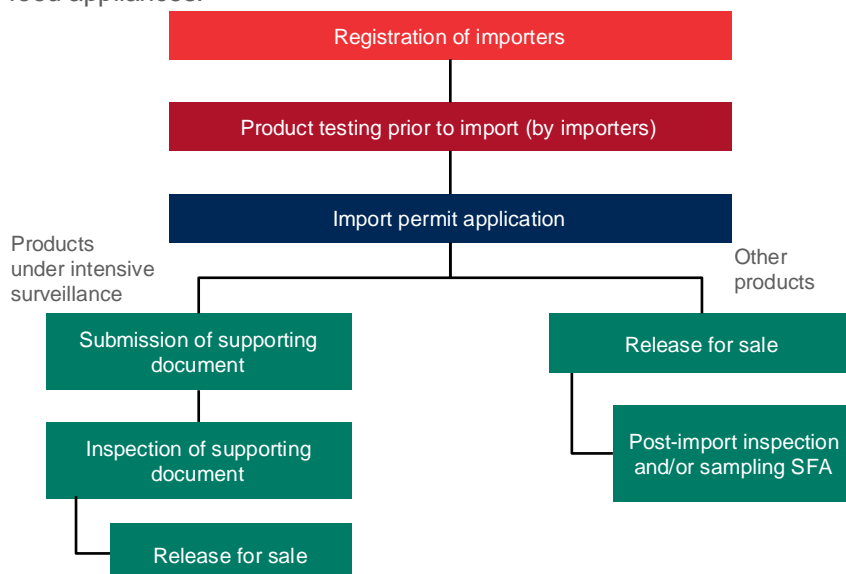 food appliances.
Registration of importers
Product testing prior to import (by importers)
Import permit application
Products
under intensive
surveillance
Other
products
Submission of supporting
document
Release for sale
Inspection of supporting
document
Post-import inspection
and/or sampling SFA
Release for sale